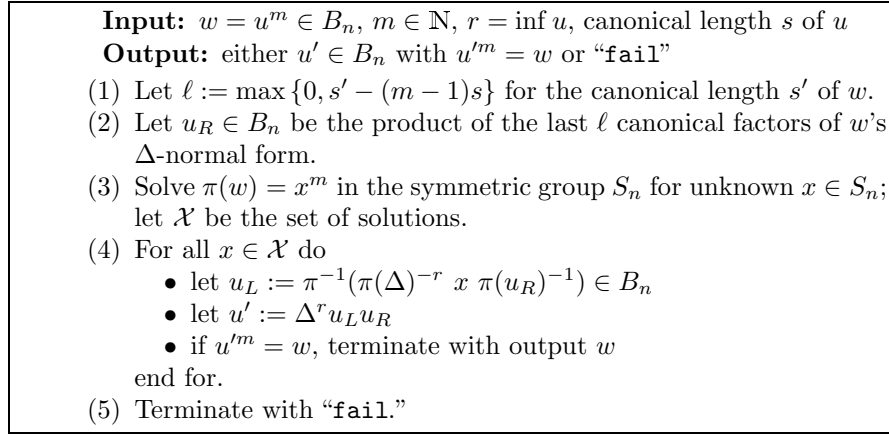 Input: w = u^m ∈ B_n, m ∈ ℕ, r = inf u, canonical length s of u
Output: either u′ ∈ B_n with u′^m = w or “fail”
(1) Let ℓ := max {0, s′ − (m − 1)s} for the canonical length s′ of w.
(2) Let u_R ∈ B_n be the product of the last ℓ canonical factors of w’s
Δ-normal form.
(3) Solve π(w) = x^m in the symmetric group S_n for unknown x ∈ S_n;
let 𝒳 be the set of solutions.
(4) For all x ∈ 𝒳 do
• let u_L := π^{−1}(π(Δ)^{−r} x π(u_R)^{−1}) ∈ B_n
• let u′ := Δ^r u_L u_R
• if u′^m = w, terminate with output w
end for.
(5) Terminate with “fail.”